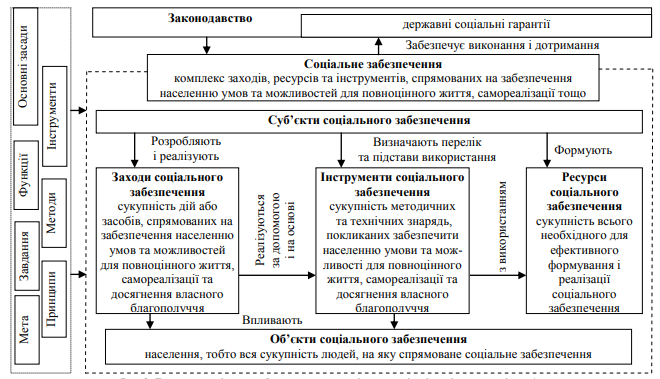 Законодавство
державні соціальні гарантії
Забезпечує виконання і дотримання
Соціальне забезпечення
комплекс заходів, ресурсів та інструментів, спрямованих на забезпечення
населенню умов та можливостей для повноцінного життя, самореалізації тощо
Основні засади
Функції
Завдання
Мета
Інструменти
Методи
Принципи
Суб'єкти соціального забезпечення
Розробляють
і реалізують
Визначають перелік
та підстави використання
Формують
Заходи соціального
забезпечення
сукупність дій або
засобів, спрямованих на
забезпечення населенню
умов та можливостей
для повноцінного життя,
самореалізації та
досягнення власного
благополуччя
Реалізуються
за допомогою
і на основі
Інструменти соціального
забезпечення
сукупність методичних
та технічних знарядь,
покликаних забезпечити
населенню умови та мож-
ливості для повноцінного
життя, самореалізації та
досягнення власного
благополуччя
з використанням
Ресурси
соціального
забезпечення
сукупність всього
необхідного для
ефективного
формування і
реалізації
соціального
забезпечення
Впливають
Об'єкти соціального забезпечення
населення, тобто вся сукупність людей, на яку спрямоване соціальне забезпечення